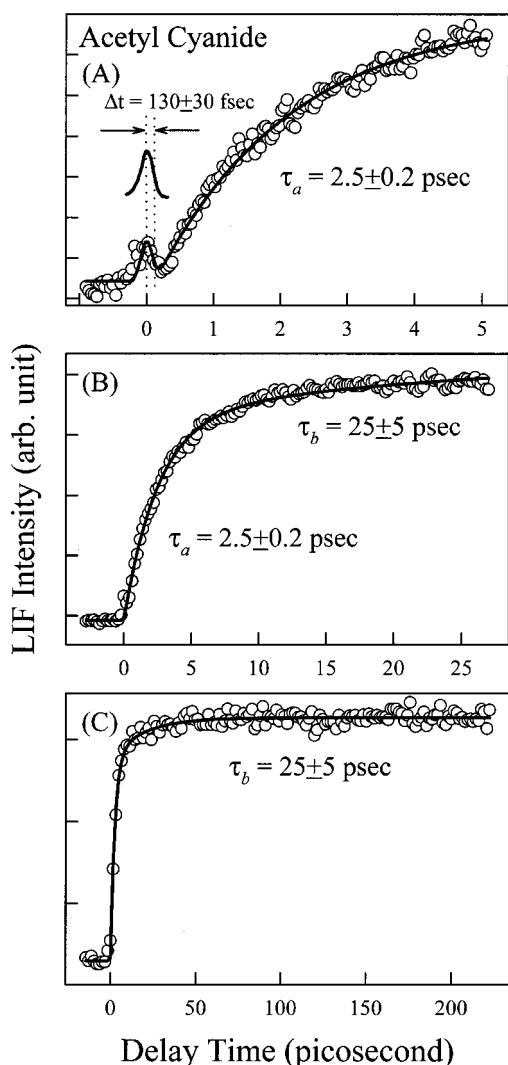 Acetyl Cyanide
(A)
Δt = 130±30 fsec
τa = 2.5±0.2 psec
0 1 2 3 4 5
(B)
τb = 25±5 psec
τa = 2.5±0.2 psec
0 5 10 15 20 25
(C)
τb = 25±5 psec
0 50 100 150 200
LIF Intensity (arb. unit)
Delay Time (picosecond)